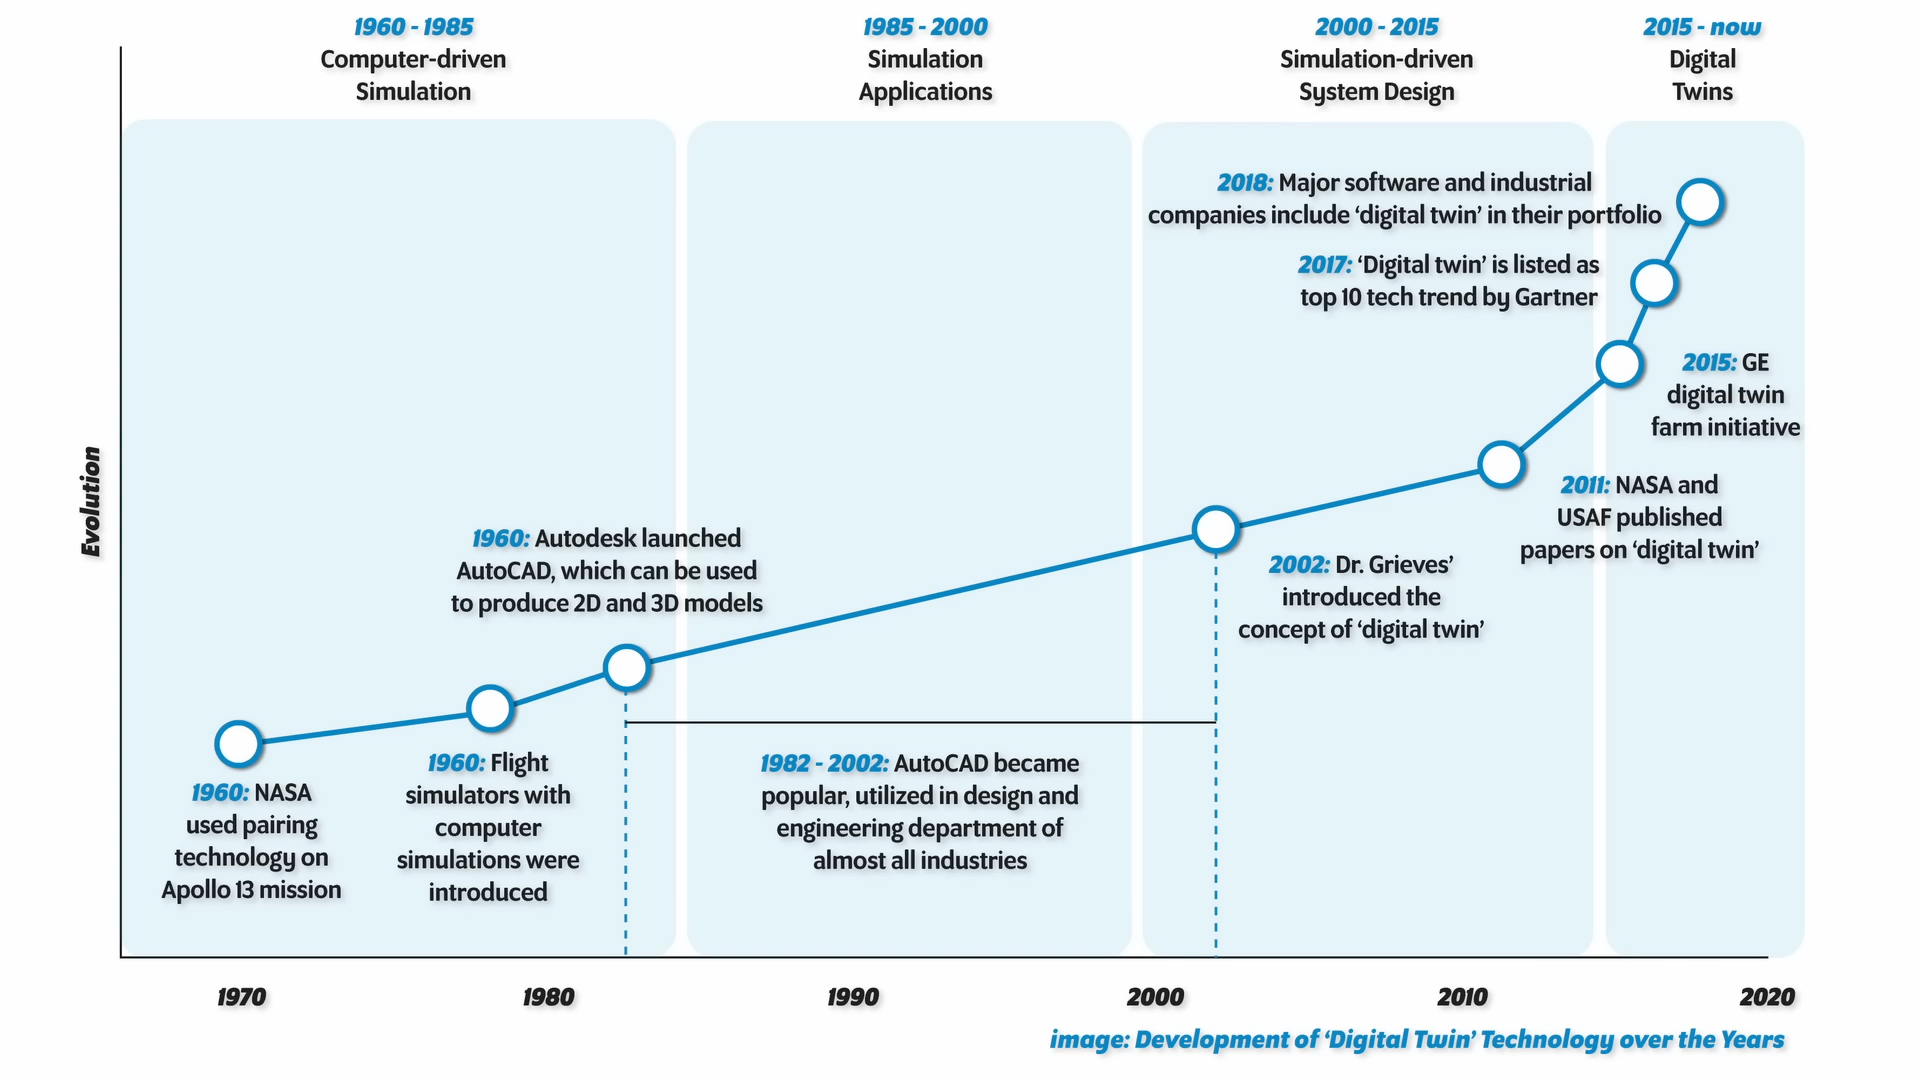 1960 - 1985
Computer-driven
Simulation
1985 - 2000
Simulation
Applications
2000 - 2015
Simulation-driven
System Design
2015 - now
Digital
Twins
Evolution
2018: Major software and industrial
companies include ‘digital twin’ in their portfolio
2017: ‘Digital twin’ is listed as
top 10 tech trend by Gartner
2015: GE
digital twin
farm initiative
2011: NASA and
USAF published
papers on ‘digital twin’
2002: Dr. Grieves’
introduced the
concept of ‘digital twin’
1960: Autodesk launched
AutoCAD, which can be used
to produce 2D and 3D models
1960: NASA
used pairing
technology on
Apollo 13 mission
1960: Flight
simulators with
computer
simulations were
introduced
1982 - 2002: AutoCAD became
popular, utilized in design and
engineering department of
almost all industries
1970
1980
1990
2000
2010
2020
image: Development of ‘Digital Twin’ Technology over the Years